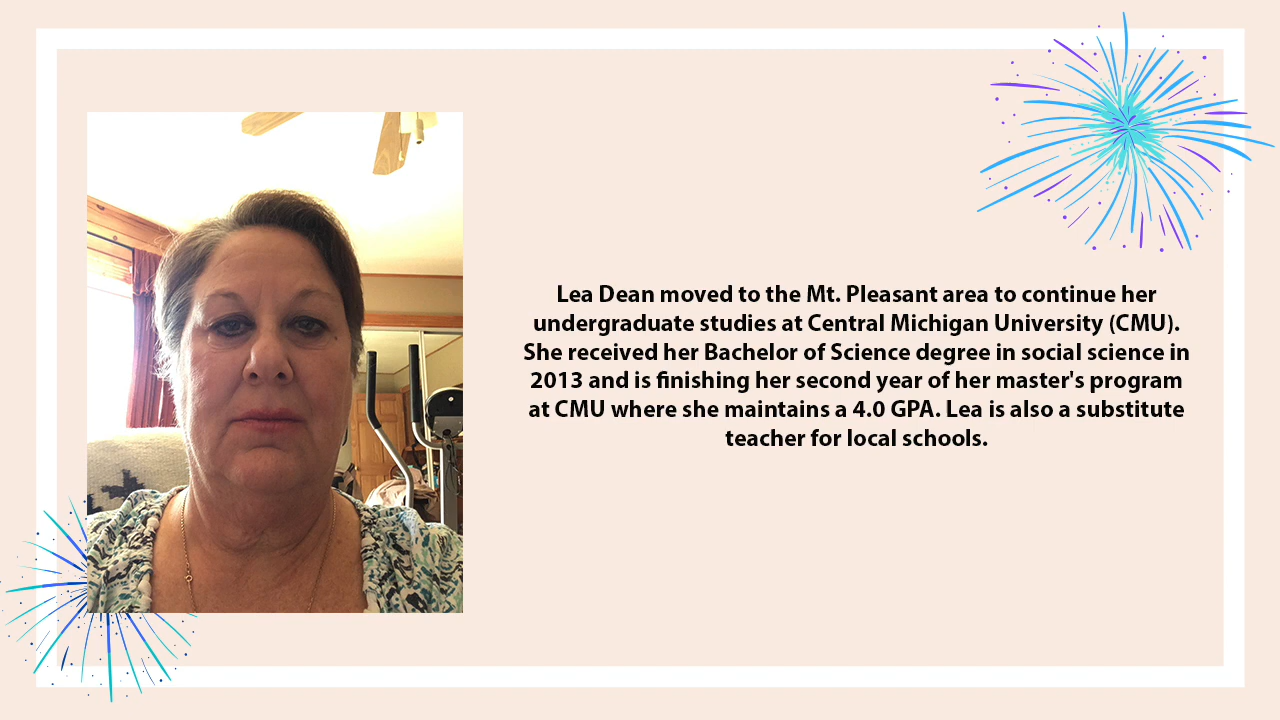 Lea Dean moved to the Mt. Pleasant area to continue her
undergraduate studies at Central Michigan University (CMU).
She received her Bachelor of Science degree in social science in
2013 and is finishing her second year of her master's program
at CMU where she maintains a 4.0 GPA. Lea is also a substitute
teacher for local schools.